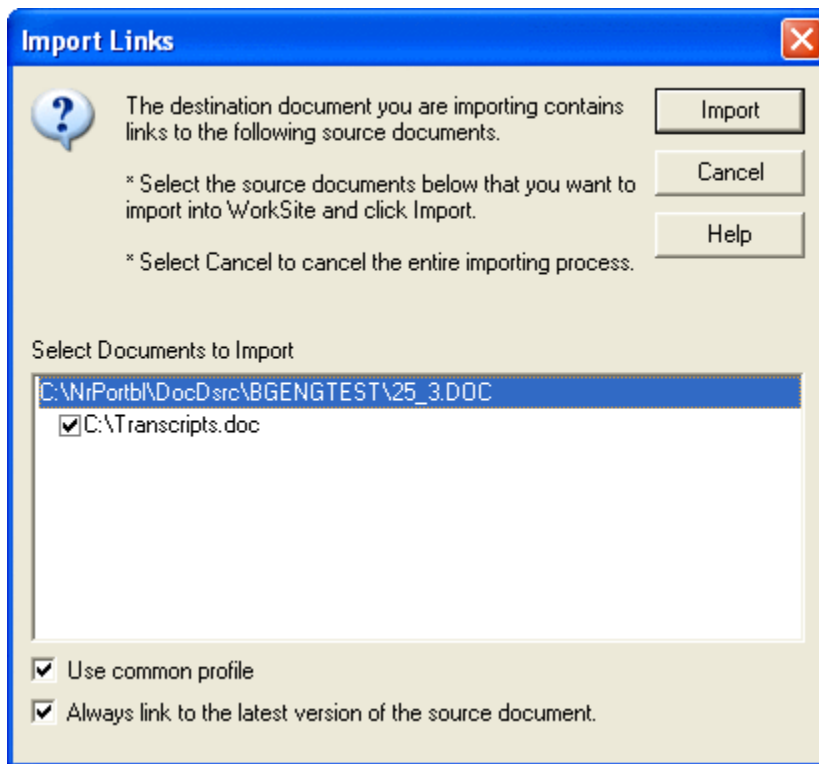 Import Links
The destination document you are importing contains
links to the following source documents.
* Select the source documents below that you want to
import into WorkSite and click Import.
* Select Cancel to cancel the entire importing process.
Import
Cancel
Help
Select Documents to Import
C:\NrPortbl\DocDsrc\BGENGTEST\25_3.DOC
C:\Transcripts.doc
Use common profile
Always link to the latest version of the source document.